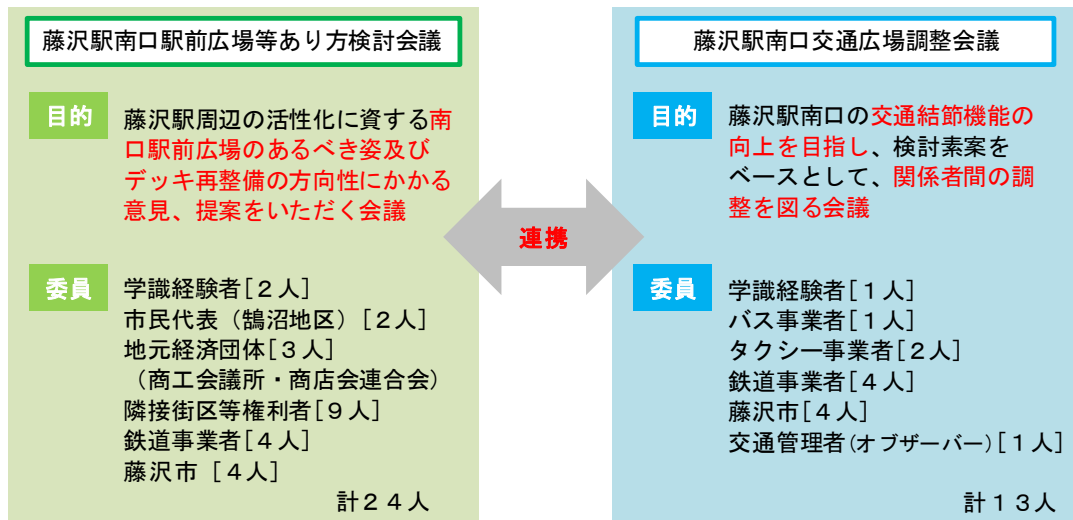 藤沢駅南口駅前広場等あり方検討会議
目的
藤沢駅周辺の活性化に資する南
口駅前広場のあるべき姿及び
デッキ再整備の方向性にかかる
意見、提案をいただく会議
委員
学識経験者[２人]
市民代表（鵠沼地区）[２人]
地元経済団体[３人]
（商工会議所・商店会連合会）
隣接街区等権利者[９人]
鉄道事業者[４人]
藤沢市 [４人]
計２４人
連携
藤沢駅南口交通広場調整会議
目的
藤沢駅南口の交通結節機能の
向上を目指し、検討素案を
ベースとして、関係者間の調
整を図る会議
委員
学識経験者[１人]
バス事業者[１人]
タクシー事業者[２人]
鉄道事業者[４人]
藤沢市[４人]
交通管理者(オブザーバー)[１人]
計１３人